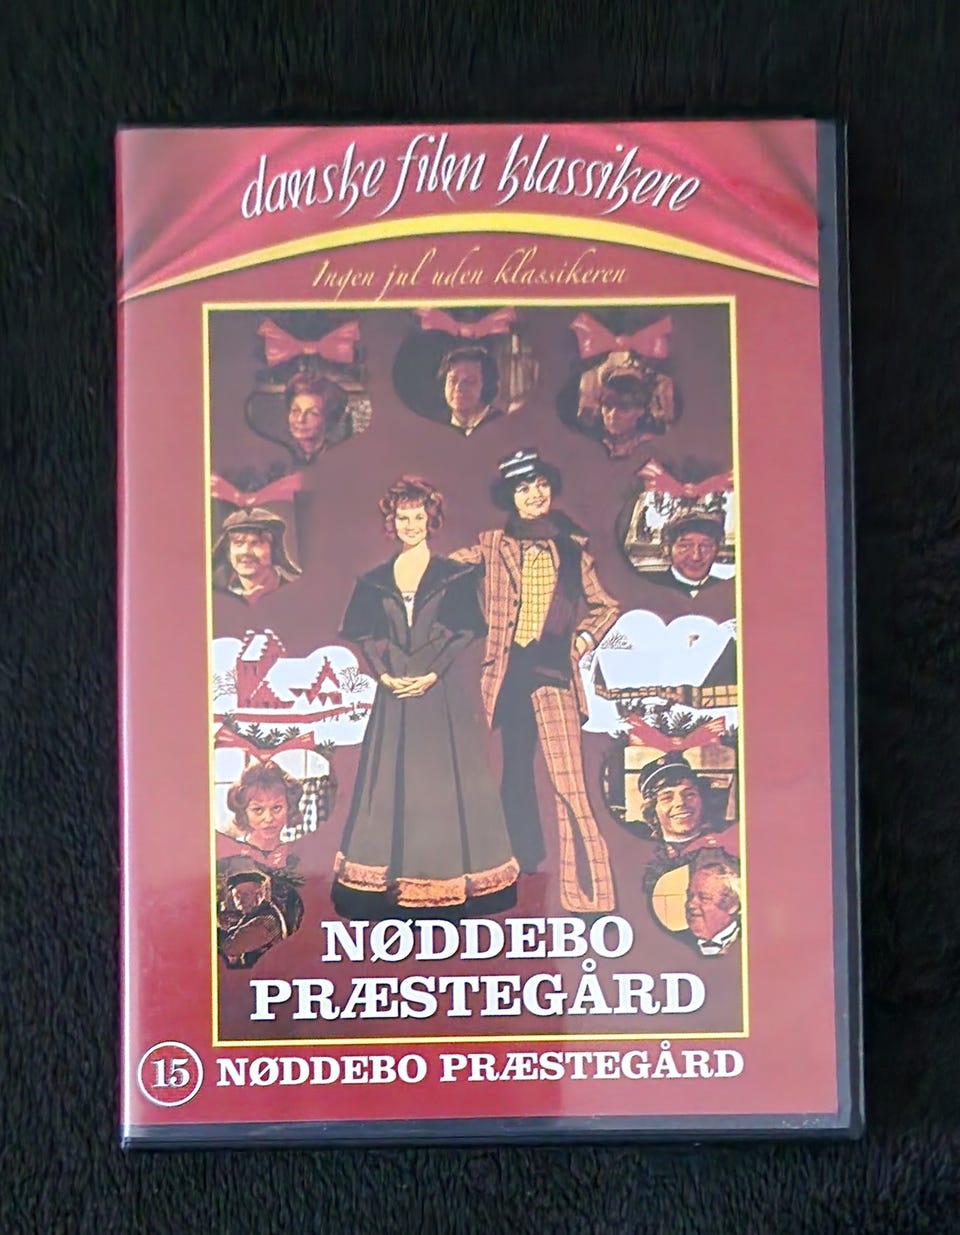 danske film klassikere
Ingen jul uden klassikeren
NØDDEBO
PRÆSTEGÅRD
15 NØDDEBO PRÆSTEGÅRD